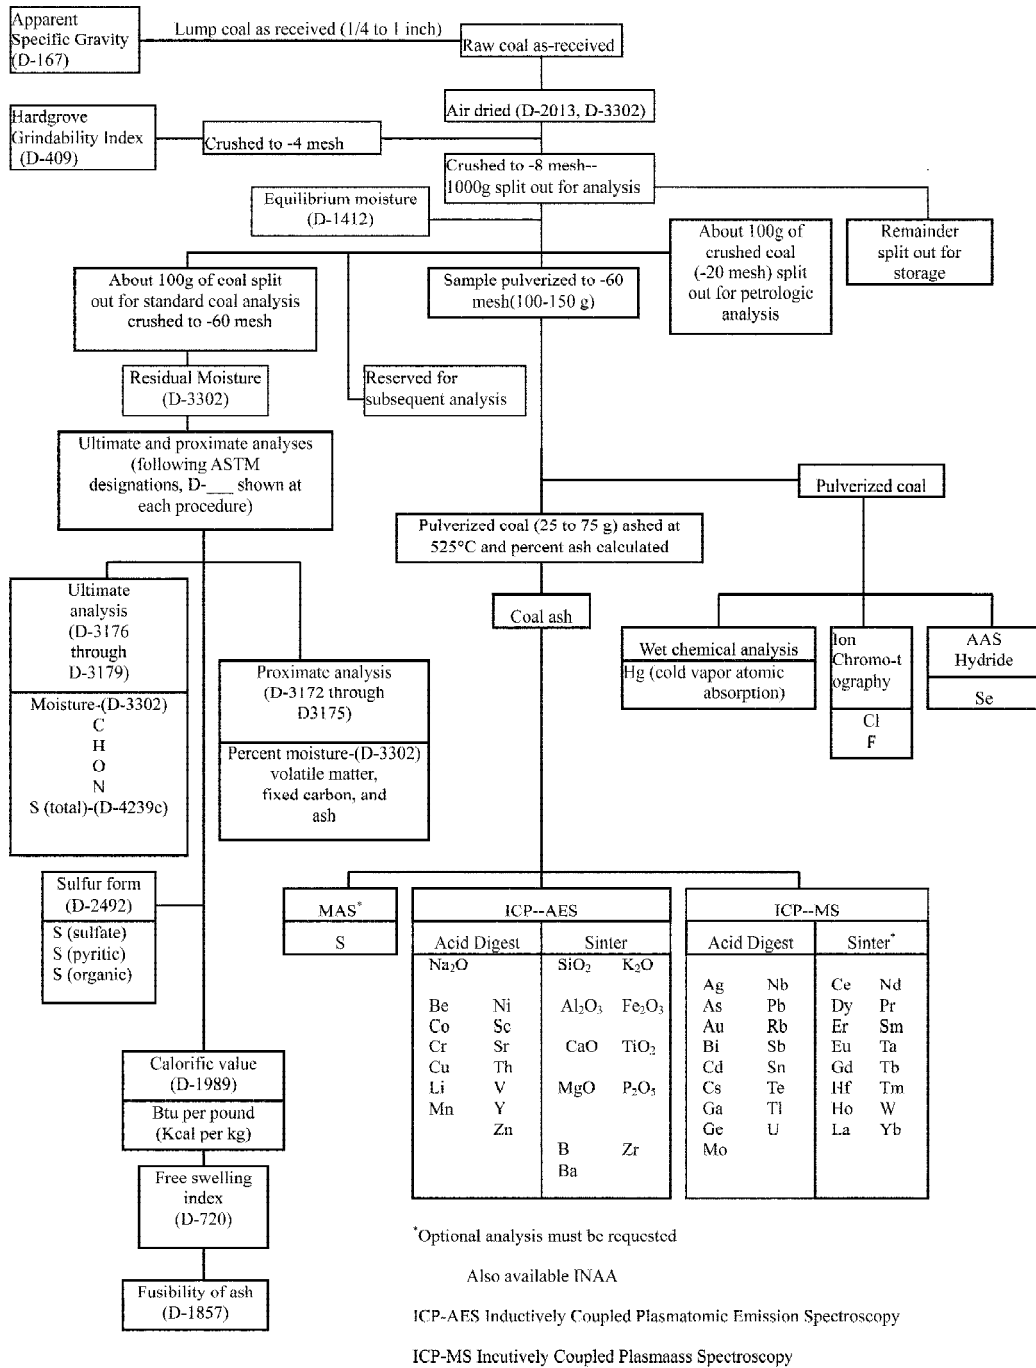 Apparent
Specific Gravity
(D-167)
Lump coal as received (1/4 to 1 inch)
Raw coal as-received
Air dried (D-2013, D-3302)
Hardgrove
Grindability Index
(D-409)
Crushed to -4 mesh
Crushed to -8 mesh--
1000g split out for analysis
Equilibrium moisture
(D-1412)
About 100g of
crushed coal
(-20 mesh) split
out for petrologic
analysis
Remainder
split out for
storage
About 100g of coal split
out for standard coal analysis
crushed to -60 mesh
Sample pulverized to -60
mesh(100-150 g)
Residual Moisture
(D-3302)
Reserved for
subsequent analysis
Ultimate and proximate analyses
(following ASTM
designations, D-___ shown at
each procedure)
Pulverized coal
Pulverized coal (25 to 75 g) ashed at
525°C and percent ash calculated
Coal ash
Ultimate
analysis
(D-3176
through
D-3179)
Moisture-(D-3302)
C
H
O
N
S (total)-(D-4239c)
Proximate analysis
(D-3172 through
D3175)
Percent moisture-(D-3302)
volatile matter,
fixed carbon, and
ash
Wet chemical analysis
Hg (cold vapor atomic
absorption)
Ion
Chromo-t
ography
Cl
F
AAS
Hydride
Se
Sulfur form
(D-2492)
S (sulfate)
S (pyritic)
S (organic)
MAS*
S
ICP--AES
Acid Digest Sinter
Na₂O SiO₂ K₂O
Be Ni Al₂O₃ Fe₂O₃
Co Sc
Cr Sr CaO TiO₂
Cu Th
Li V MgO P₂O₅
Mn Y
Zn
B Zr
Ba
ICP--MS
Acid Digest Sinter*
Ag Nb Ce Nd
As Pb Dy Pr
Au Rb Er Sm
Bi Sb Eu Ta
Cd Sn Gd Tb
Cs Te Hf Tm
Ga Tl Ho W
Ge U La Yb
Mo
Calorific value
(D-1989)
Btu per pound
(Kcal per kg)
Free swelling
index
(D-720)
Fusibility of ash
(D-1857)
*Optional analysis must be requested
Also available INAA
ICP-AES Inductively Coupled Plasmatomic Emission Spectroscopy
ICP-MS Incutively Coupled Plasmaass Spectroscopy